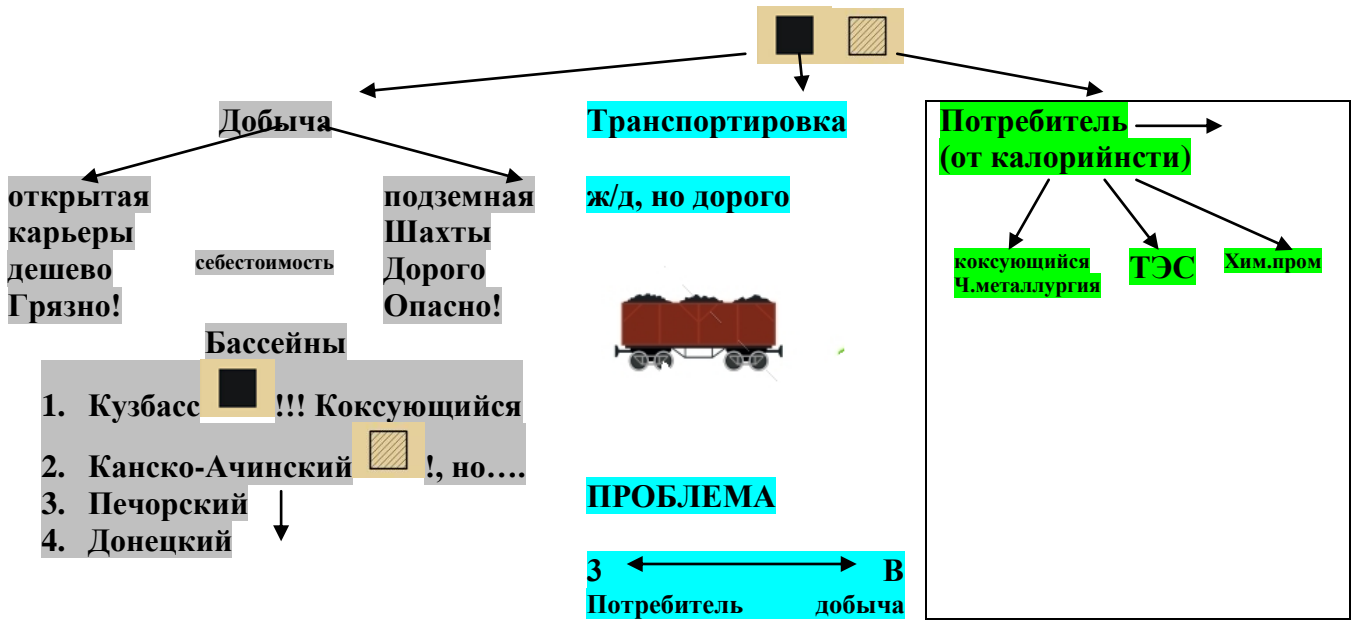 Добыча
открытая
карьеры
дешево
Грязно!
себестоимость
подземная
Шахты
Дорого
Опасно!
Бассейны
1. Кузбасс !!! Коксующийся
2. Канско-Ачинский !, но….
3. Печорский
4. Донецкий
Транспортировка
ж/д, но дорого
ПРОБЛЕМА
З В
Потребитель добыча
Потребитель
(от калорийнсти)
коксующийся
Ч.металлургия
ТЭС
Хим.пром